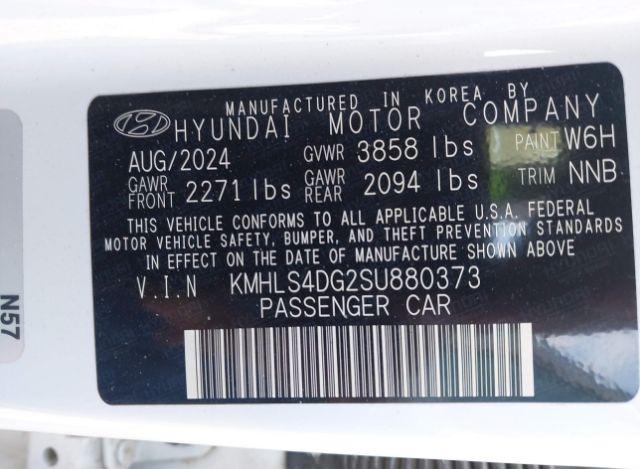 MANUFACTURED IN KOREA BY
HYUNDAI MOTOR COMPANY
AUG/2024 GVWR 3858 lbs PAINT W6H
GAWR FRONT 2271 lbs GAWR REAR 2094 lbs TRIM NNB
THIS VEHICLE CONFORMS TO ALL APPLICABLE U.S.A. FEDERAL
MOTOR VEHICLE SAFETY, BUMPER, AND THEFT PREVENTION STANDARDS
IN EFFECT ON THE DATE OF MANUFACTURE SHOWN ABOVE
V.I.N KMHLS4DG2SU880373
PASSENGER CAR
N57